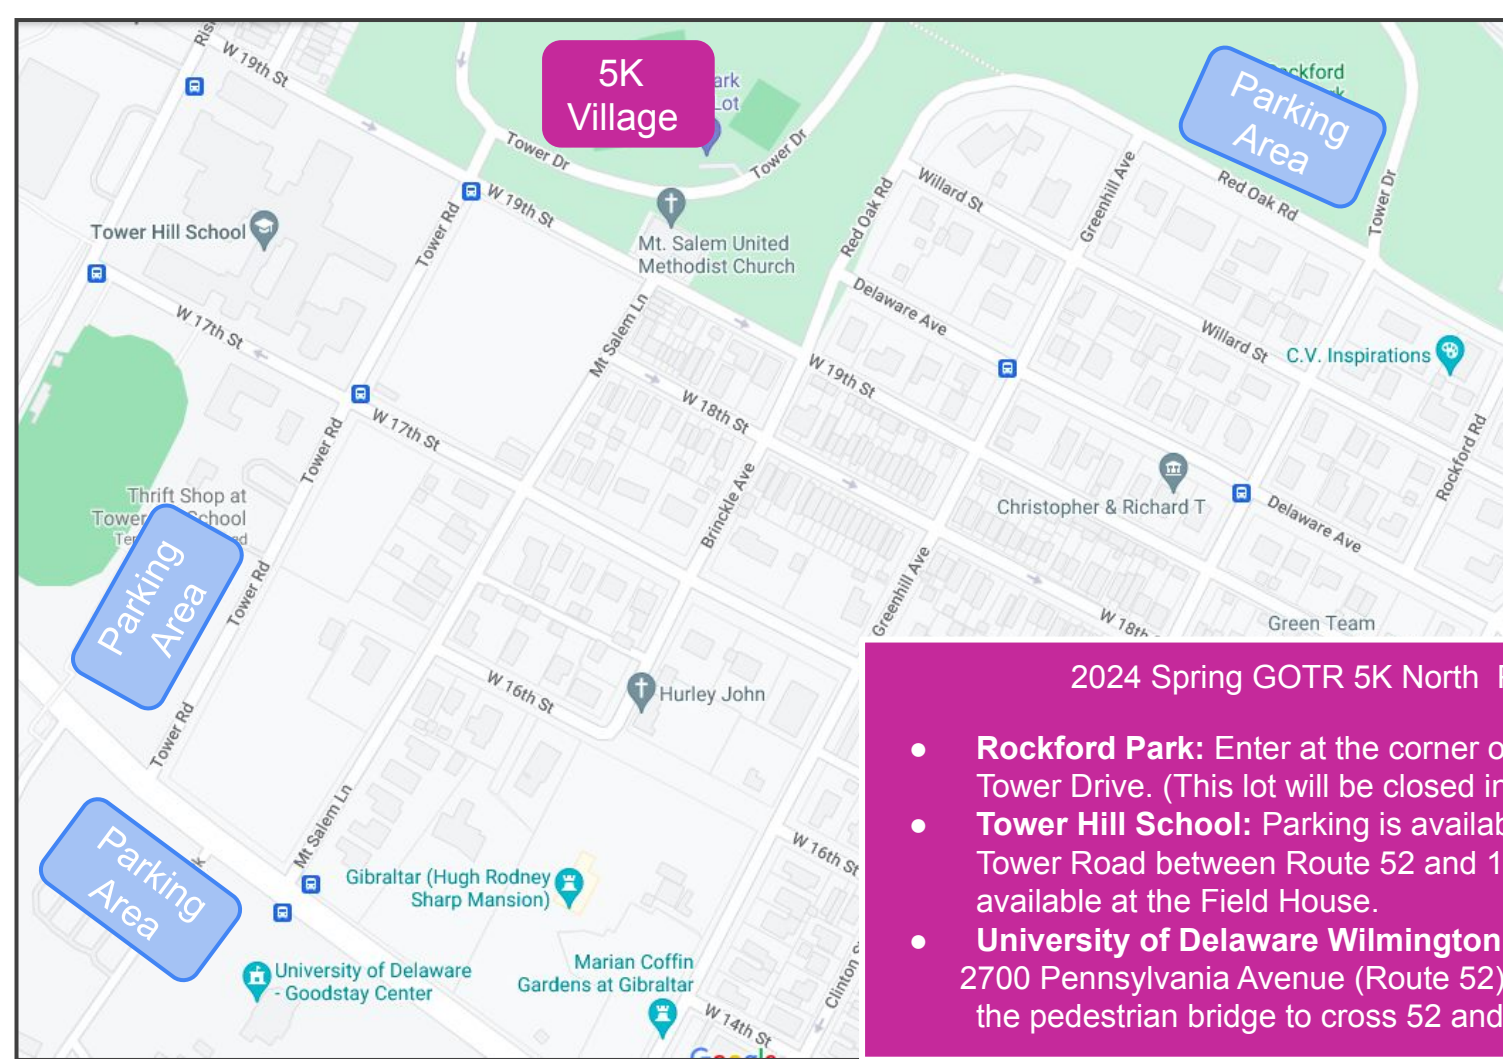 W 19th St
5K
Village
ark
Lot
ckford
Parking
Area
Tower Dr
Tower Dr
Willard St
Greenhill Ave
Red Oak Rd
Tower Dr
W 19th St
Tower Hill School
Tower Rd
Mt. Salem United
Methodist Church
Red Oak Rd
Delaware Ave
W 17th St
Mt Salem Ln
Willard St
C.V. Inspirations
W 19th St
W 18th St
W 17th St
Tower Rd
Rockford Rd
Brinckle Ave
Christopher & Richard T
Delaware Ave
Thrift Shop at
Tower School
Parking
Area
Tower Rd
Greenhill Ave
W 18th
Green Team
W 16th St
Hurley John
Tower Rd
Mt Salem Ln
Parking
Area
Gibraltar (Hugh Rodney
Sharp Mansion)
W 16th St
University of Delaware
- Goodstay Center
Marian Coffin
Gardens at Gibraltar
Clinton
W 14th St
Google
2024 Spring GOTR 5K North
● Rockford Park: Enter at the corner o
Tower Drive. (This lot will be closed in
● Tower Hill School: Parking is availab
Tower Road between Route 52 and 1
available at the Field House.
● University of Delaware Wilmington
2700 Pennsylvania Avenue (Route 52)
the pedestrian bridge to cross 52 and